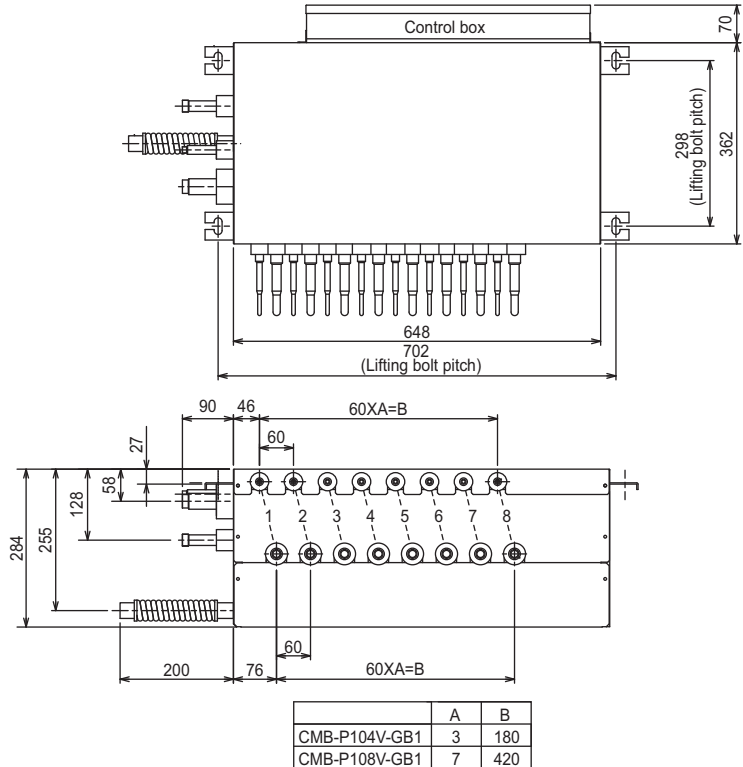 Control box
70
298
(Lifting bolt pitch)
362
648
702
(Lifting bolt pitch)
90
46
60XA=B
60
27
58
128
255
284
1 2 3 4 5 6 7 8
60
200
76
60XA=B
A B
CMB-P104V-GB1 3 180
CMB-P108V-GB1 7 420